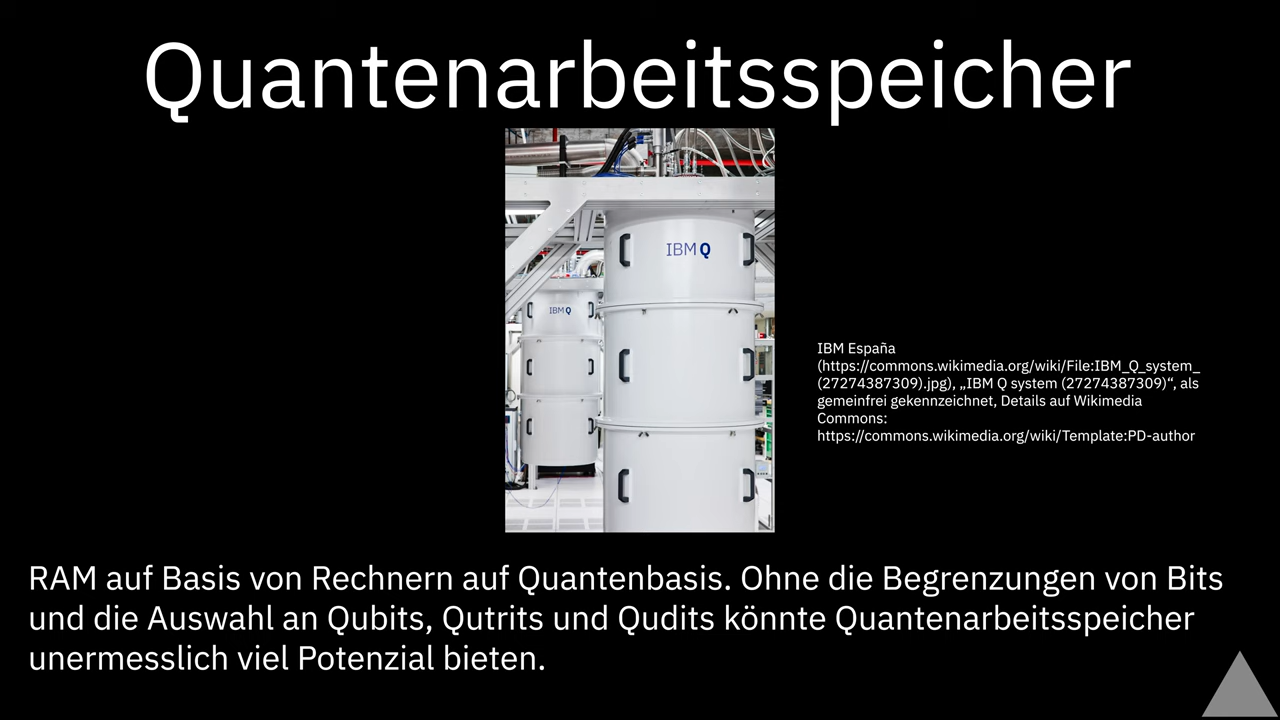 Quantenarbeitsspeicher
IBM Q
IBM Q
IBM España
(https://commons.wikimedia.org/wiki/File:IBM_Q_system_
(27274387309).jpg), „IBM Q system (27274387309)“, als
gemeinfrei gekennzeichnet, Details auf Wikimedia
Commons:
https://commons.wikimedia.org/wiki/Template:PD-author
RAM auf Basis von Rechnern auf Quantenbasis. Ohne die Begrenzungen von Bits
und die Auswahl an Qubits, Qutrits und Qudits könnte Quantenarbeitsspeicher
unermesslich viel Potenzial bieten.